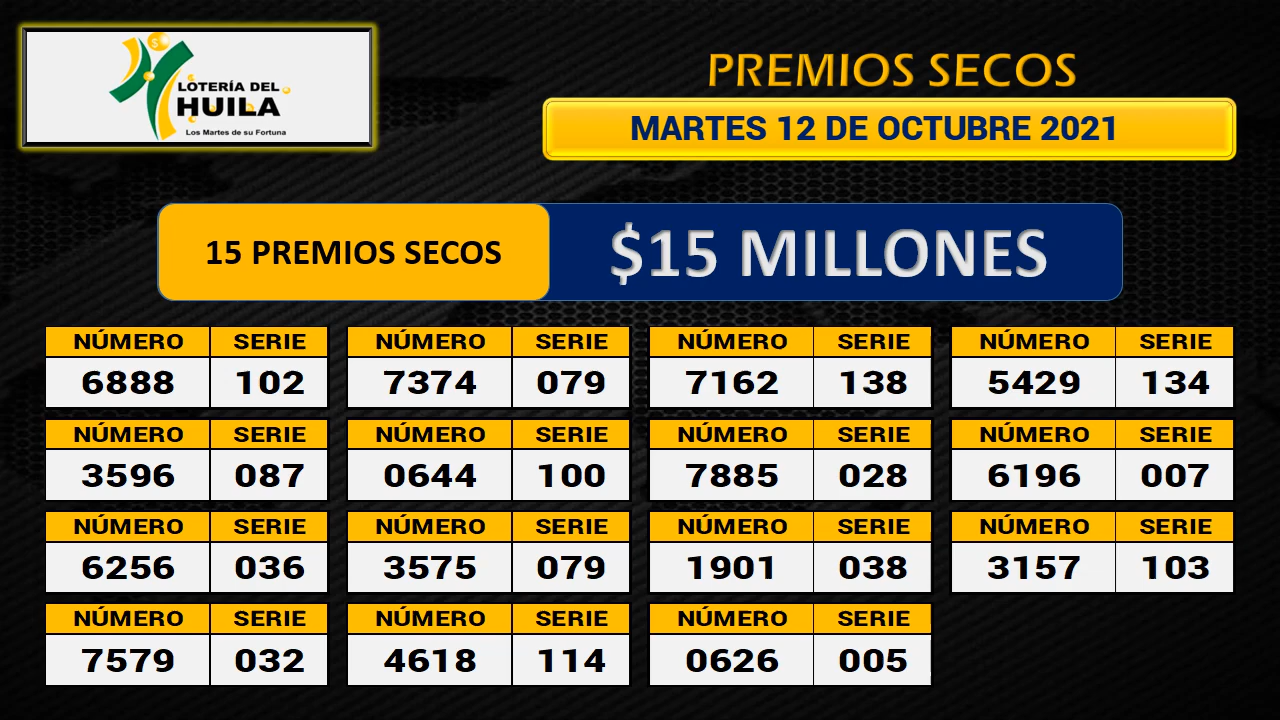 LOTERÍA DEL
HUILA
Los Martes de su Fortuna
PREMIOS SECOS
MARTES 12 DE OCTUBRE 2021
15 PREMIOS SECOS $15 MILLONES
NÚMERO SERIE NÚMERO SERIE NÚMERO SERIE NÚMERO SERIE
6888 102 7374 079 7162 138 5429 134
NÚMERO SERIE NÚMERO SERIE NÚMERO SERIE NÚMERO SERIE
3596 087 0644 100 7885 028 6196 007
NÚMERO SERIE NÚMERO SERIE NÚMERO SERIE NÚMERO SERIE
6256 036 3575 079 1901 038 3157 103
NÚMERO SERIE NÚMERO SERIE NÚMERO SERIE
7579 032 4618 114 0626 005